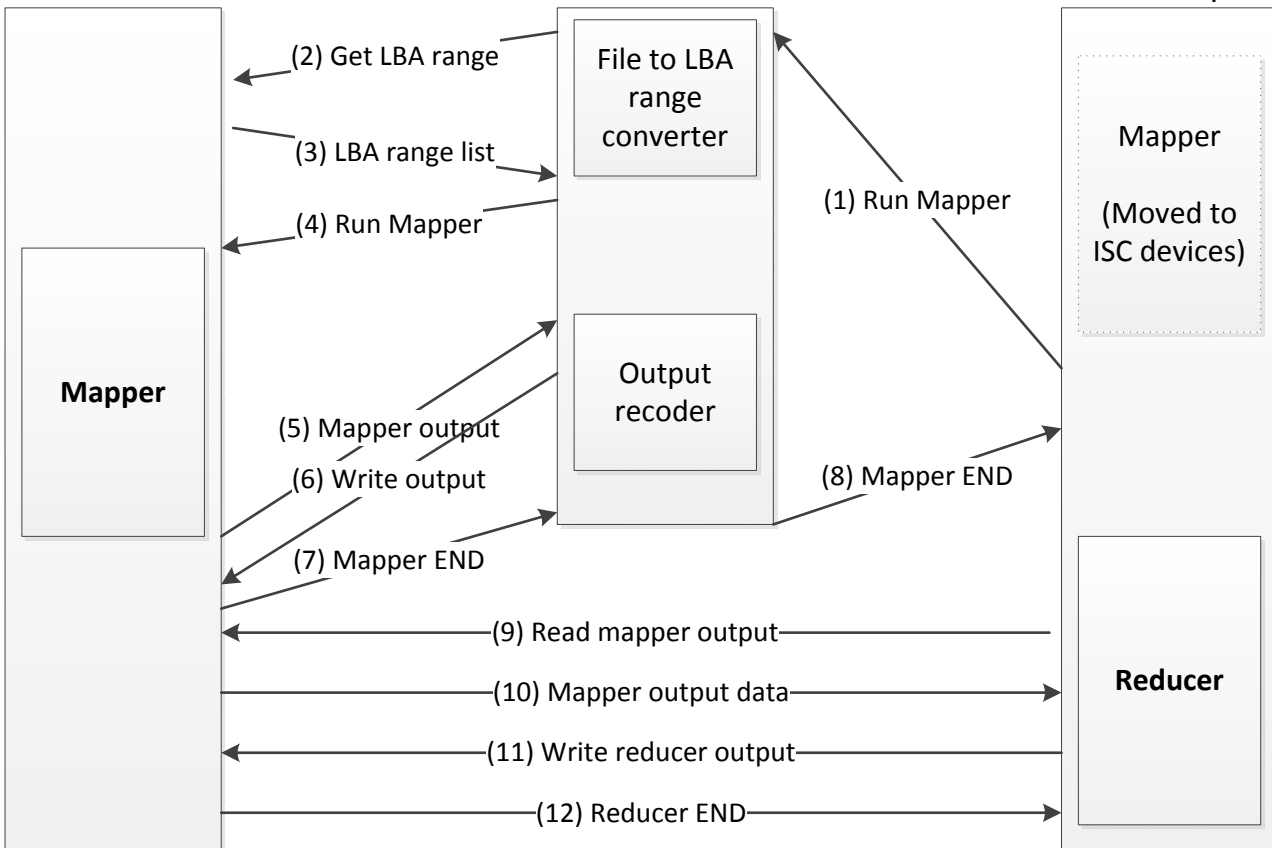 (2) Get LBA range
File to LBA
range
converter
Mapper
(Moved to
ISC devices)
(3) LBA range list
(1) Run Mapper
(4) Run Mapper
Mapper
Output
recoder
(5) Mapper output
(6) Write output
(8) Mapper END
(7) Mapper END
(9) Read mapper output
(10) Mapper output data
Reducer
(11) Write reducer output
(12) Reducer END